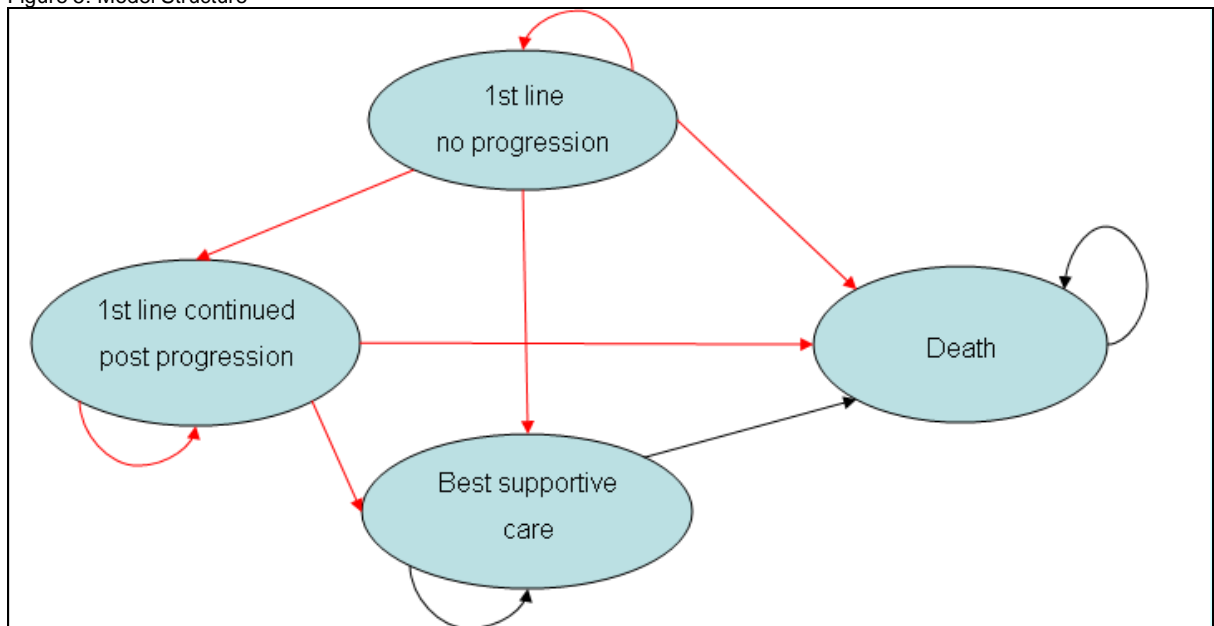 1st line
no progression
1st line continued
post progression
Death
Best supportive
care